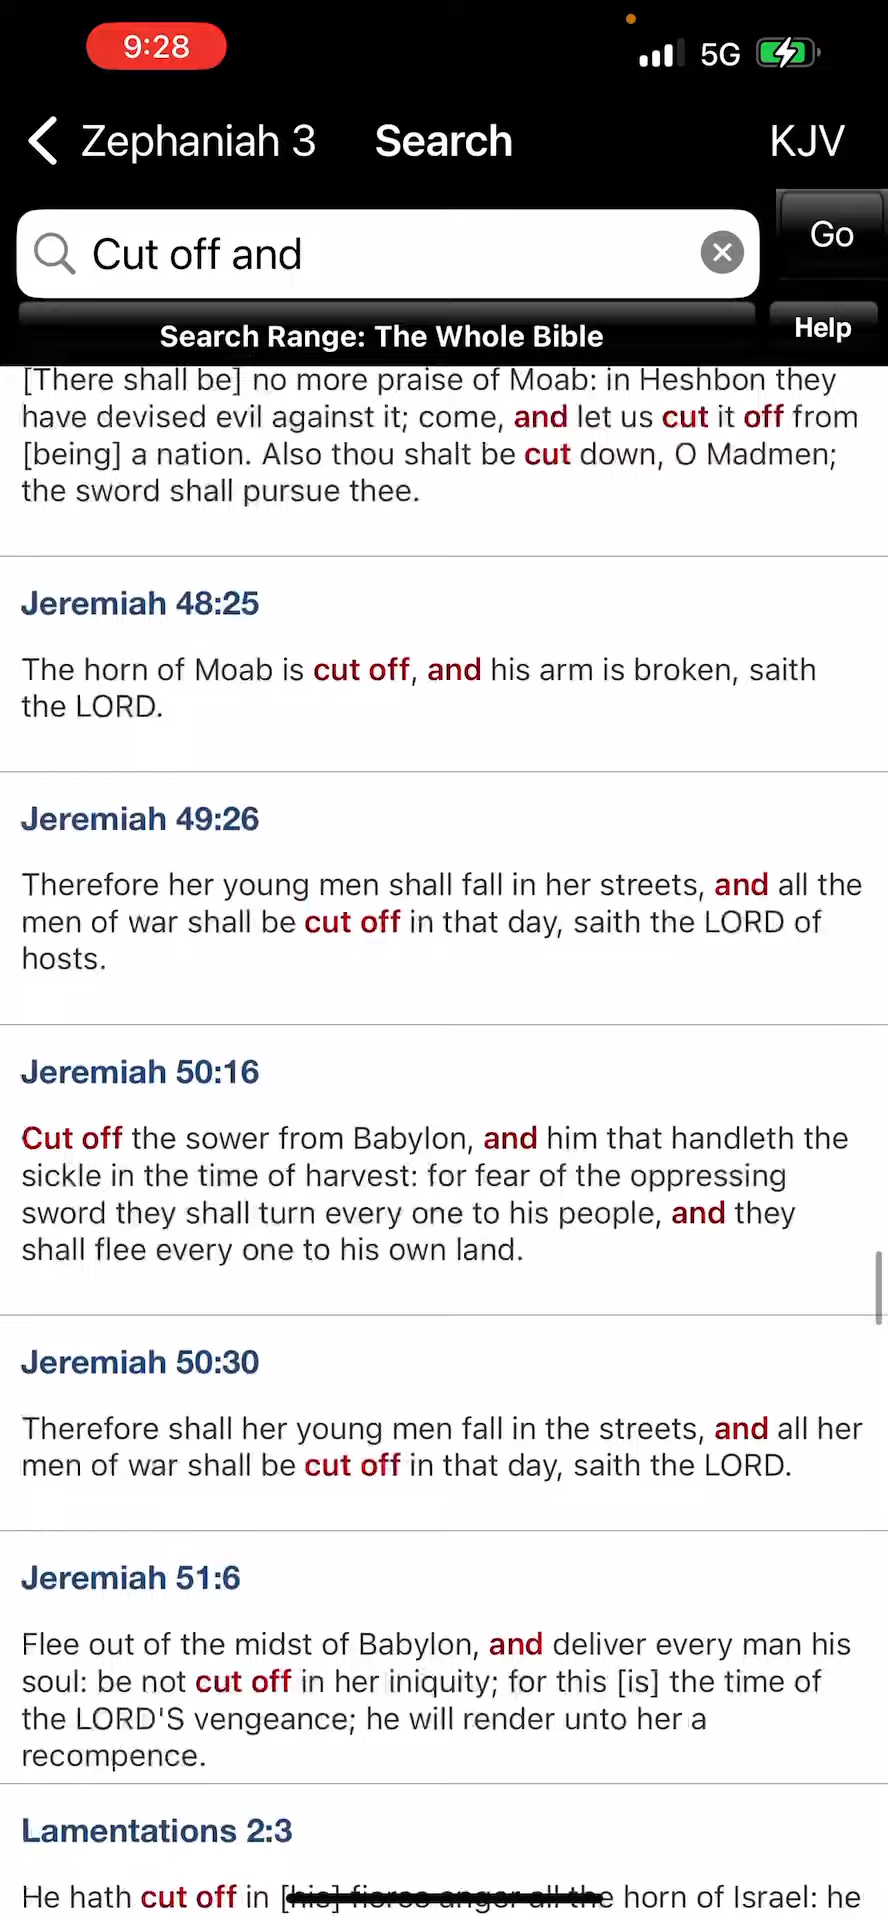 9:28
5G
Zephaniah 3 Search KJV
Cut off and
Go
Search Range: The Whole Bible
Help
[There shall be] no more praise of Moab: in Heshbon they
have devised evil against it; come, and let us cut it off from
[being] a nation. Also thou shalt be cut down, O Madmen;
the sword shall pursue thee.
Jeremiah 48:25
The horn of Moab is cut off, and his arm is broken, saith
the LORD.
Jeremiah 49:26
Therefore her young men shall fall in her streets, and all the
men of war shall be cut off in that day, saith the LORD of
hosts.
Jeremiah 50:16
Cut off the sower from Babylon, and him that handleth the
sickle in the time of harvest: for fear of the oppressing
sword they shall turn every one to his people, and they
shall flee every one to his own land.
Jeremiah 50:30
Therefore shall her young men fall in the streets, and all her
men of war shall be cut off in that day, saith the LORD.
Jeremiah 51:6
Flee out of the midst of Babylon, and deliver every man his
soul: be not cut off in her iniquity; for this [is] the time of
the LORD'S vengeance; he will render unto her a
recompence.
Lamentations 2:3
He hath cut off in [his] fierce anger all the horn of Israel: he